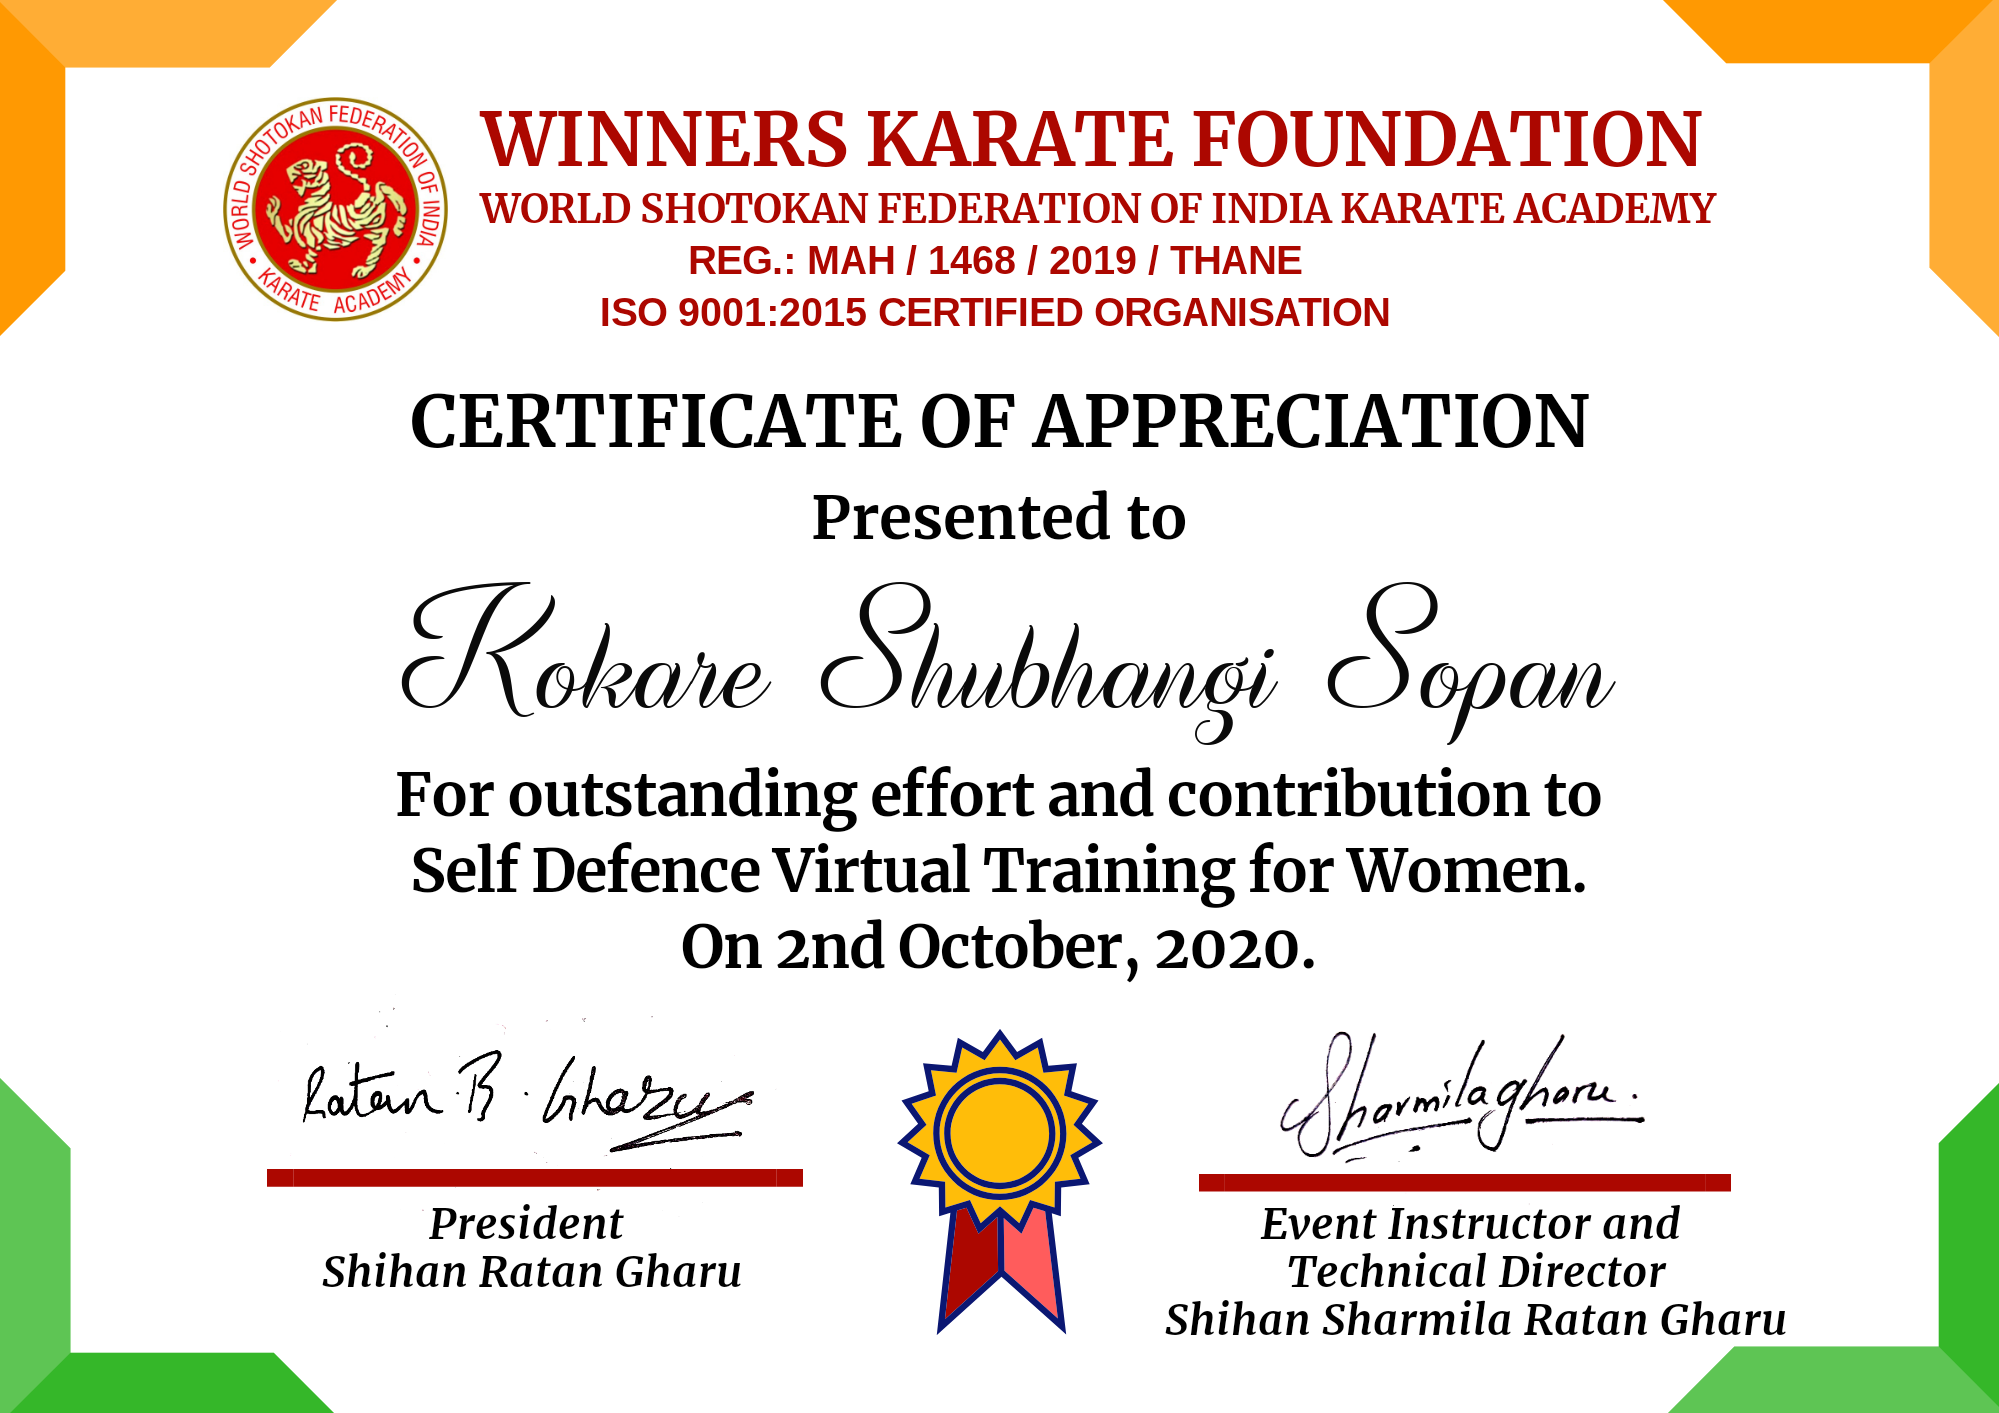 WORLD SHOTOKAN FEDERATION OF INDIA
• KARATE ACADEMY •
WINNERS KARATE FOUNDATION
WORLD SHOTOKAN FEDERATION OF INDIA KARATE ACADEMY
REG.: MAH / 1468 / 2019 / THANE
ISO 9001:2015 CERTIFIED ORGANISATION
CERTIFICATE OF APPRECIATION
Presented to
Kokare Shubhangi Sopan
For outstanding effort and contribution to
Self Defence Virtual Training for Women.
On 2nd October, 2020.
Ratan B. Gharu
President
Shihan Ratan Gharu
Sharmila gharu.
Event Instructor and
Technical Director
Shihan Sharmila Ratan Gharu